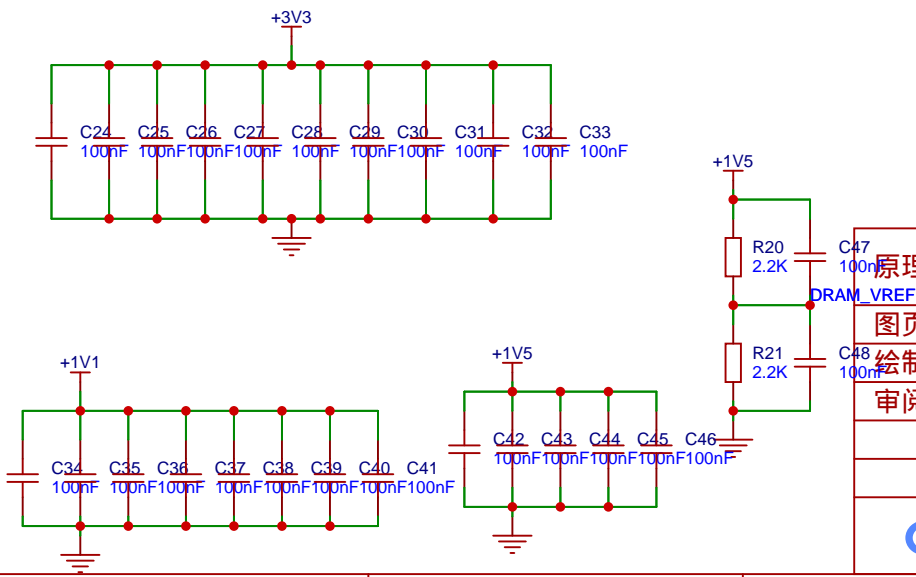 +3V3
C24 C25 C26 C27 C28 C29 C30 C31 C32 C33
100nF 100nF 100nF 100nF 100nF 100nF 100nF 100nF 100nF 100nF
+1V5
R20 C47
2.2K 100nF
原理
DRAM_VREF
图页
R21 C48
2.2K 100nF
绘制
审阅
+1V1
C34 C35 C36 C37 C38 C39 C40 C41
100nF 100nF 100nF 100nF 100nF 100nF 100nF 100nF
+1V5
C42 C43 C44 C45 C46
100nF 100nF 100nF 100nF 100nF